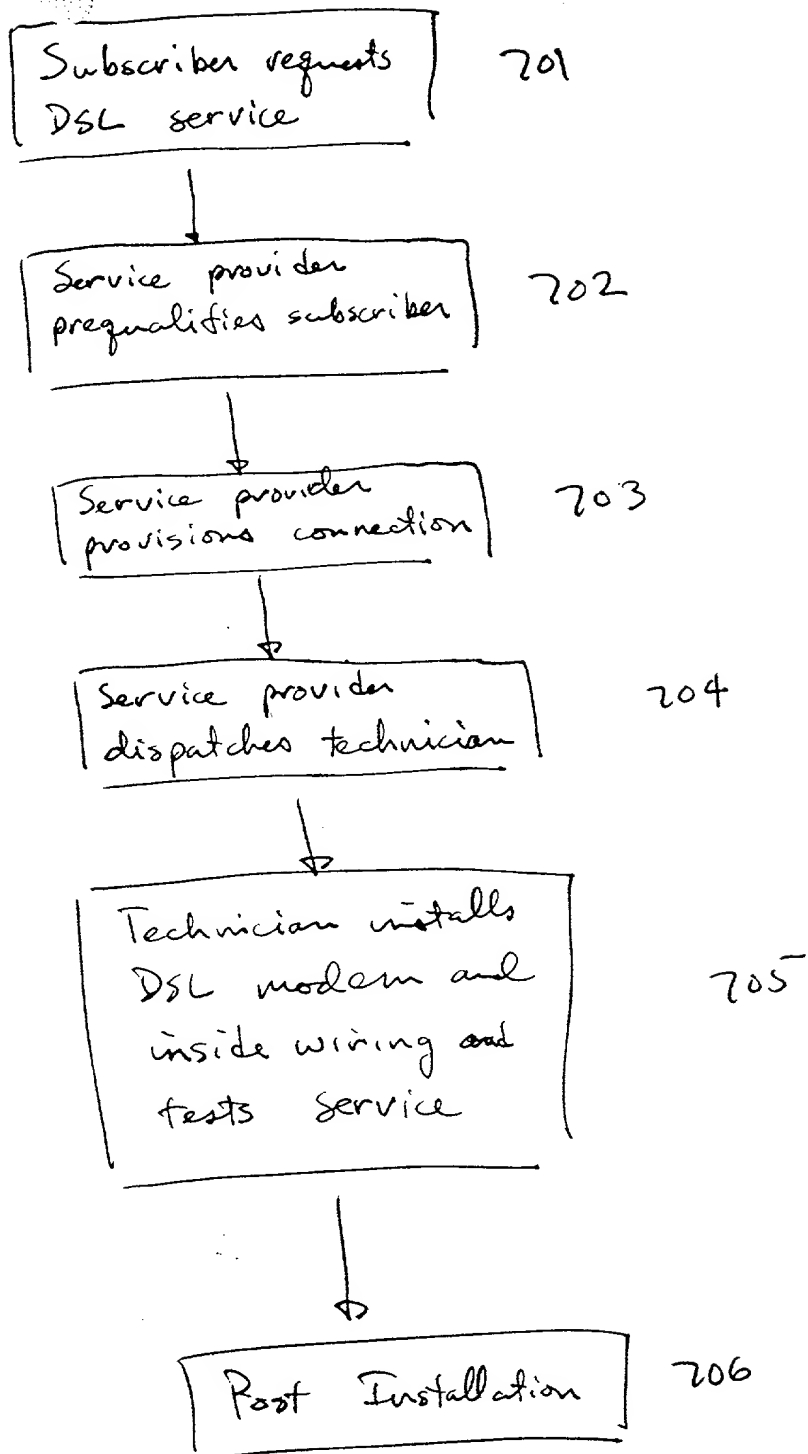 Subscriber requests
DSL service
701
Service provider
prequalifies subscriber
702
Service provider
provisions connection
703
Service provider
dispatches technician
704
Technician installs
DSL modem and
inside wiring and
tests service
705
Post Installation
706